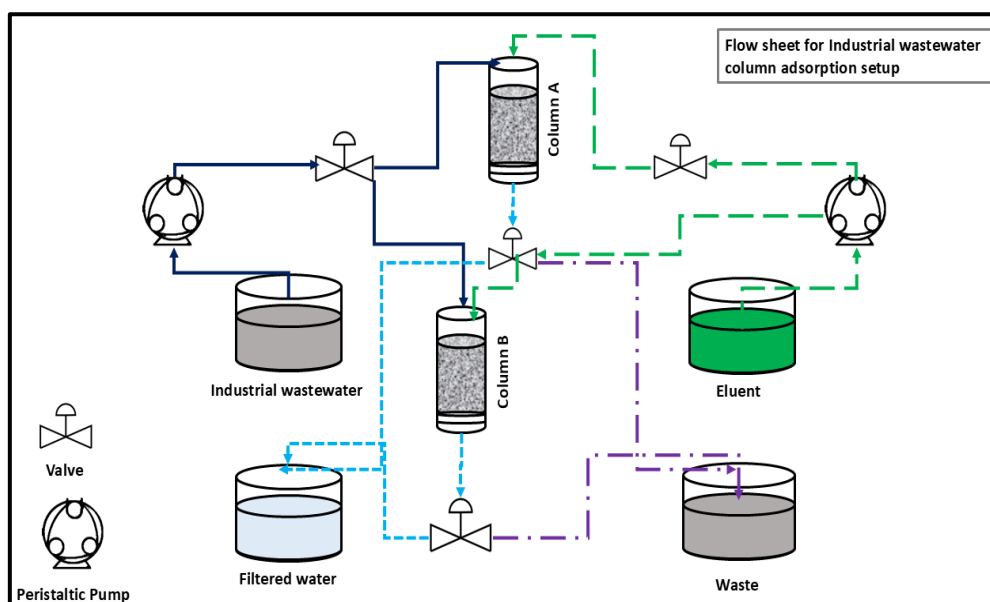 Flow sheet for Industrial wastewater
column adsorption setup
Column A
Column B
Industrial wastewater
Eluent
Valve
Filtered water
Waste
Peristaltic Pump